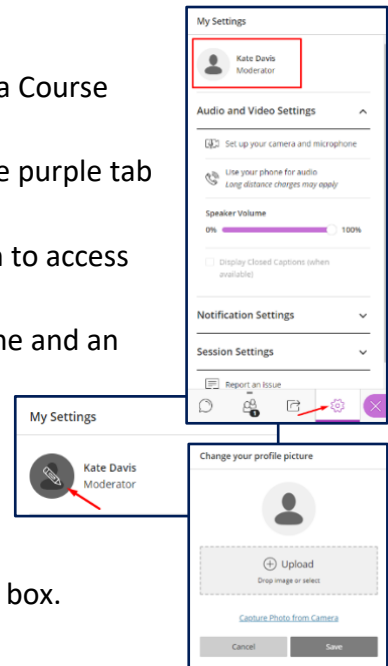 a Course
e purple tab
to access
ne and an
box.
My Settings
Kate Davis
Moderator
Audio and Video Settings
Set up your camera and microphone
Use your phone for audio
Long distance charges may apply
Speaker Volume
0% 100%
Display Closed Captions (when
available)
Notification Settings
Session Settings
Report an issue
1
My Settings
Kate Davis
Moderator
Change your profile picture
Upload
Drop image or select
Capture Photo from Camera
Cancel Save